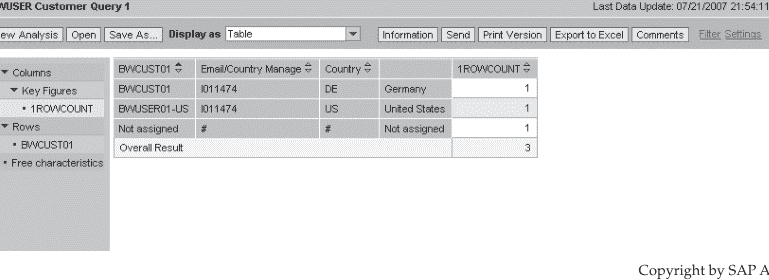 WUSER Customer Query 1 Last Data Update: 07/21/2007 21:54:11
ew Analysis Open Save As... Display as Table Information Send Print Version Export to Excel Comments Filter Settings
Columns
Key Figures
1ROWCOUNT
Rows
BWCUST01
Free characteristics
BWCUST01 Email/Country Manage Country 1ROWCOUNT
BWCUST01 I011474 DE Germany 1
BWUSER01-US I011474 US United States 1
Not assigned # # Not assigned 1
Overall Result 3
Copyright by SAP A